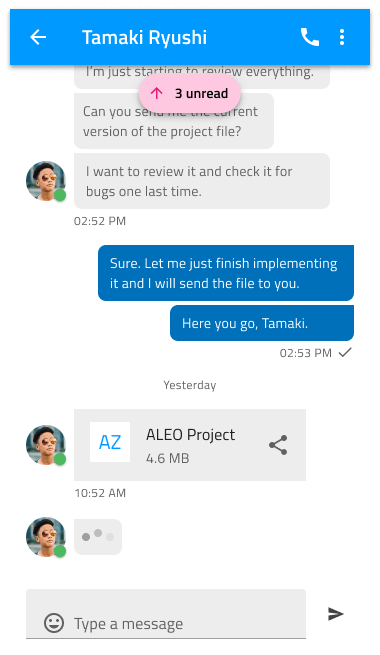 Tamaki Ryushi
I'm just starting to review everything.
3 unread
Can you send me the current
version of the project file?
I want to review it and check it for
bugs one last time.
02:52 PM
Sure. Let me just finish implementing
it and I will send the file to you.
Here you go, Tamaki.
02:53 PM
Yesterday
AZ
ALEO Project
4.6 MB
10:52 AM
Type a message